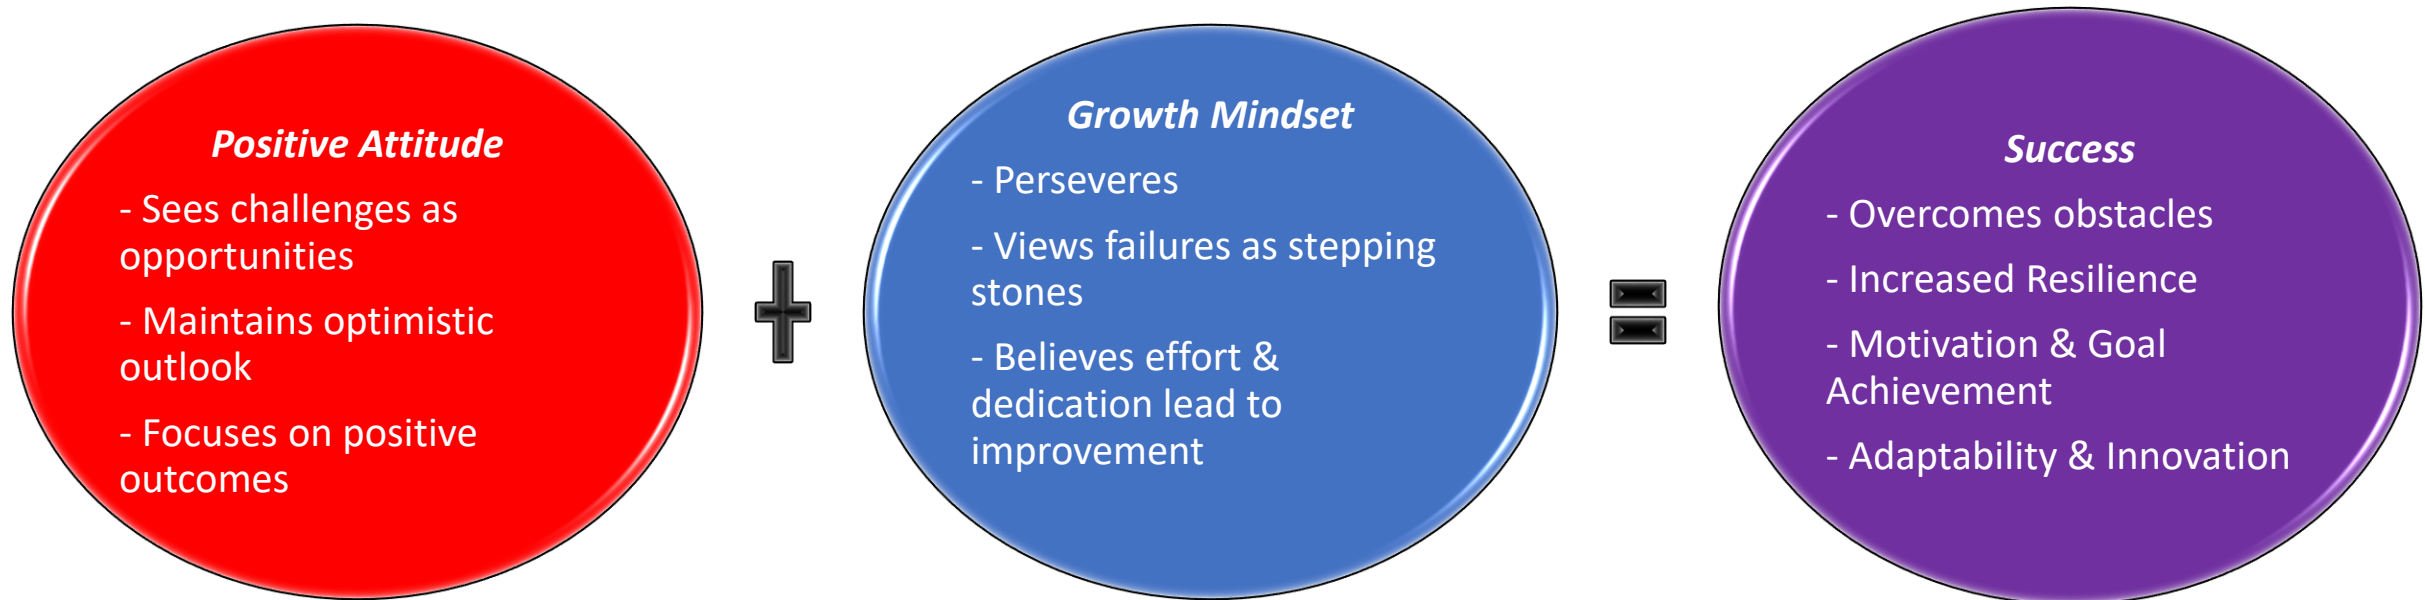 Positive Attitude
- Sees challenges as
opportunities
- Maintains optimistic
outlook
- Focuses on positive
outcomes
+
Growth Mindset
- Perseveres
- Views failures as stepping
stones
- Believes effort &
dedication lead to
improvement
=
Success
- Overcomes obstacles
- Increased Resilience
- Motivation & Goal
Achievement
- Adaptability & Innovation